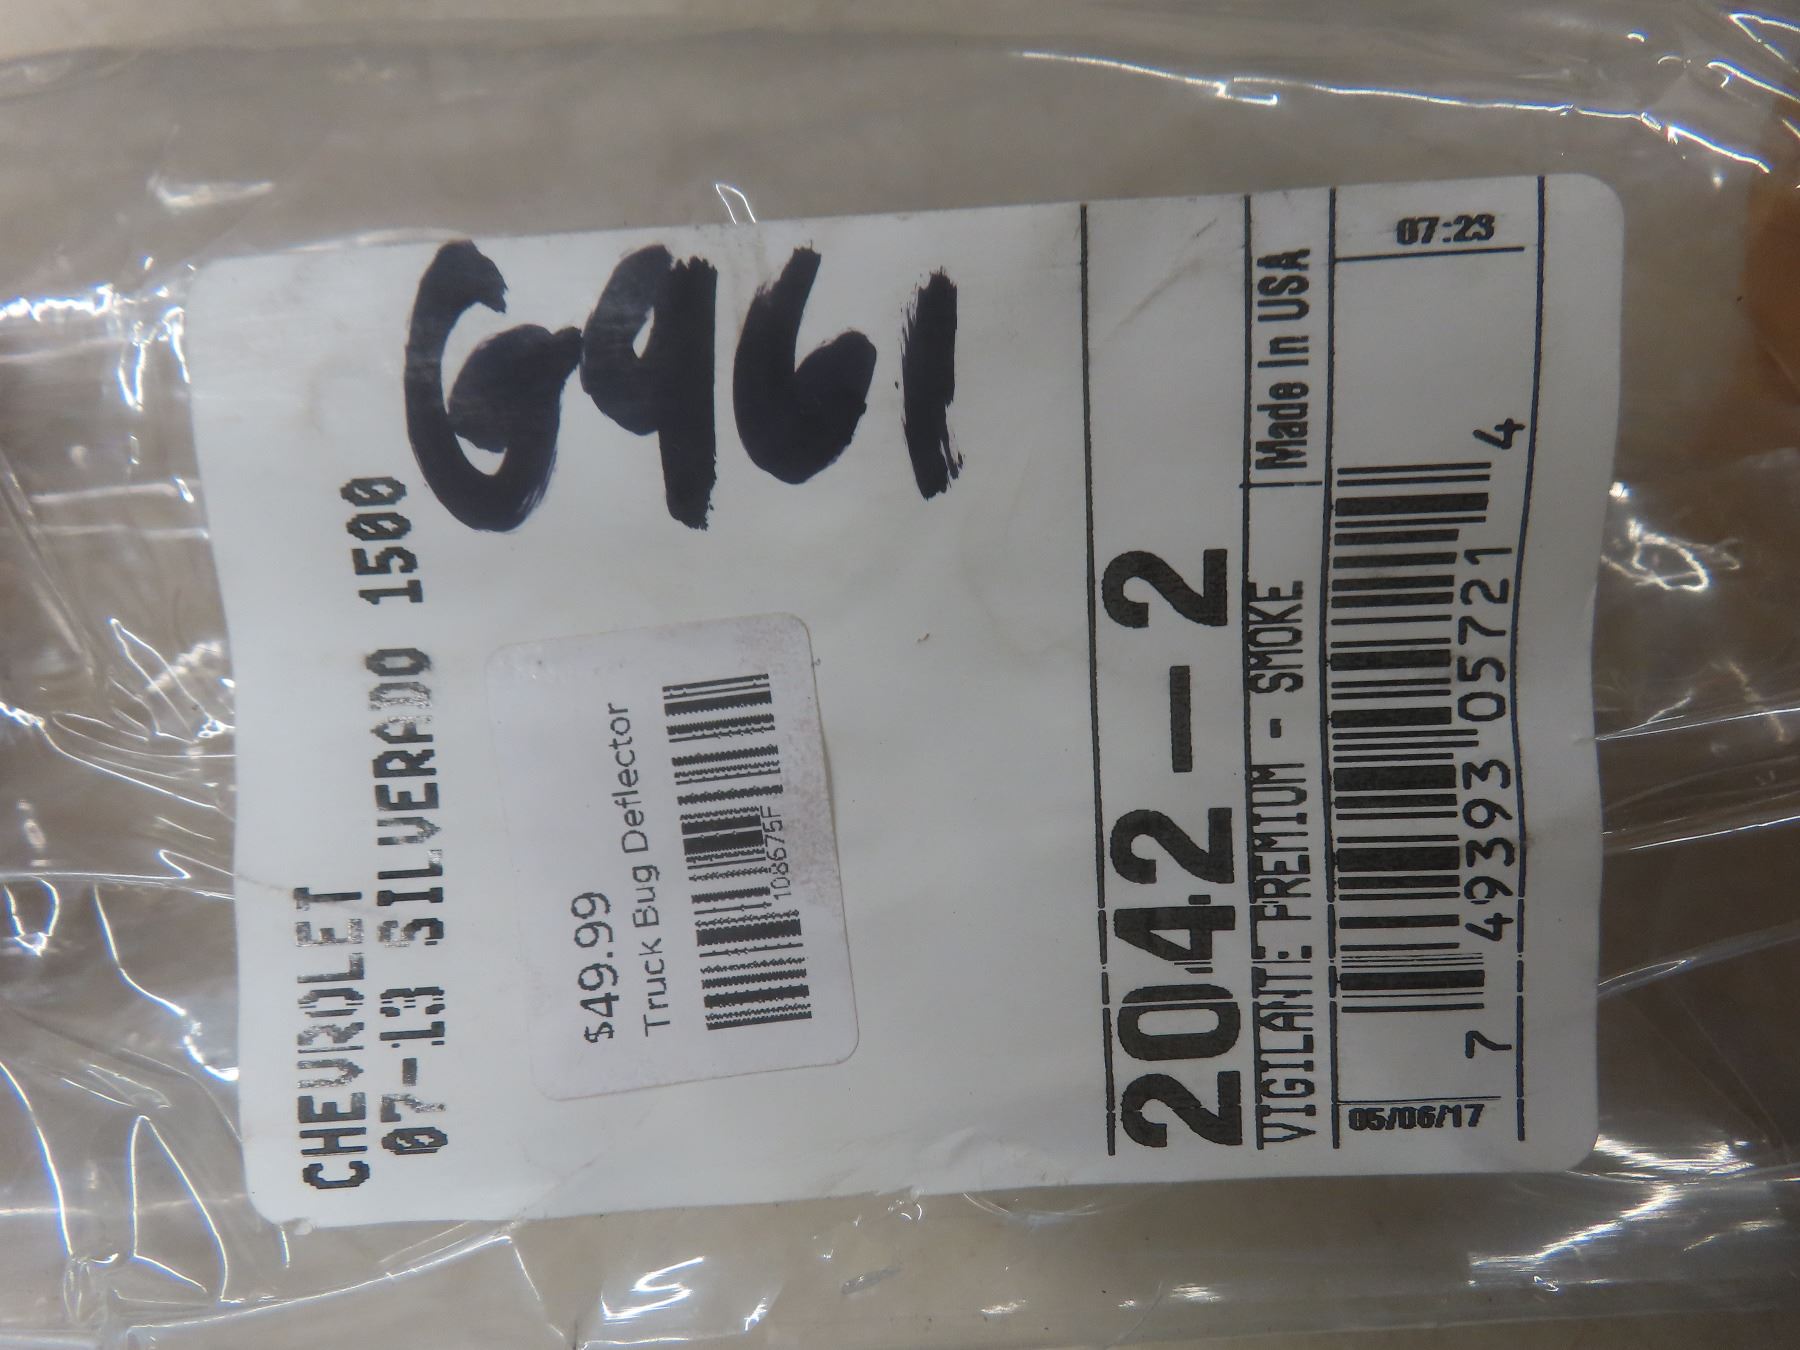 G961
CHEVROLET
07-13 SILVERADO 1500
$49.99
Truck Bug Deflector
108675F
2042-2
VIGILANTE PREMIUM - SMOKE
Made In USA
05/06/17
07:23
7 49393 05721 4